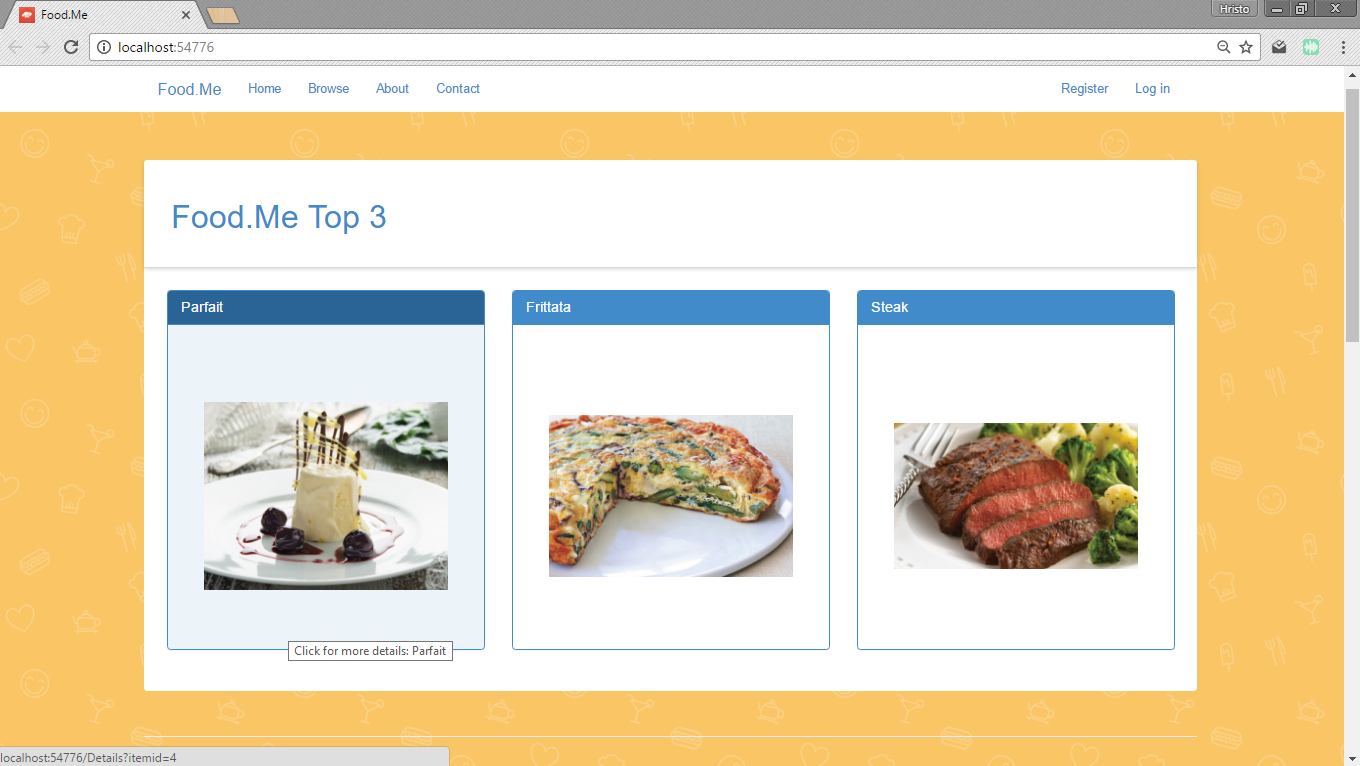 Food.Me
Hristo
localhost:54776
Food.Me Home Browse About Contact Register Log in
Food.Me Top 3
Parfait
Frittata
Steak
Click for more details: Parfait
localhost:54776/Details?itemid=4